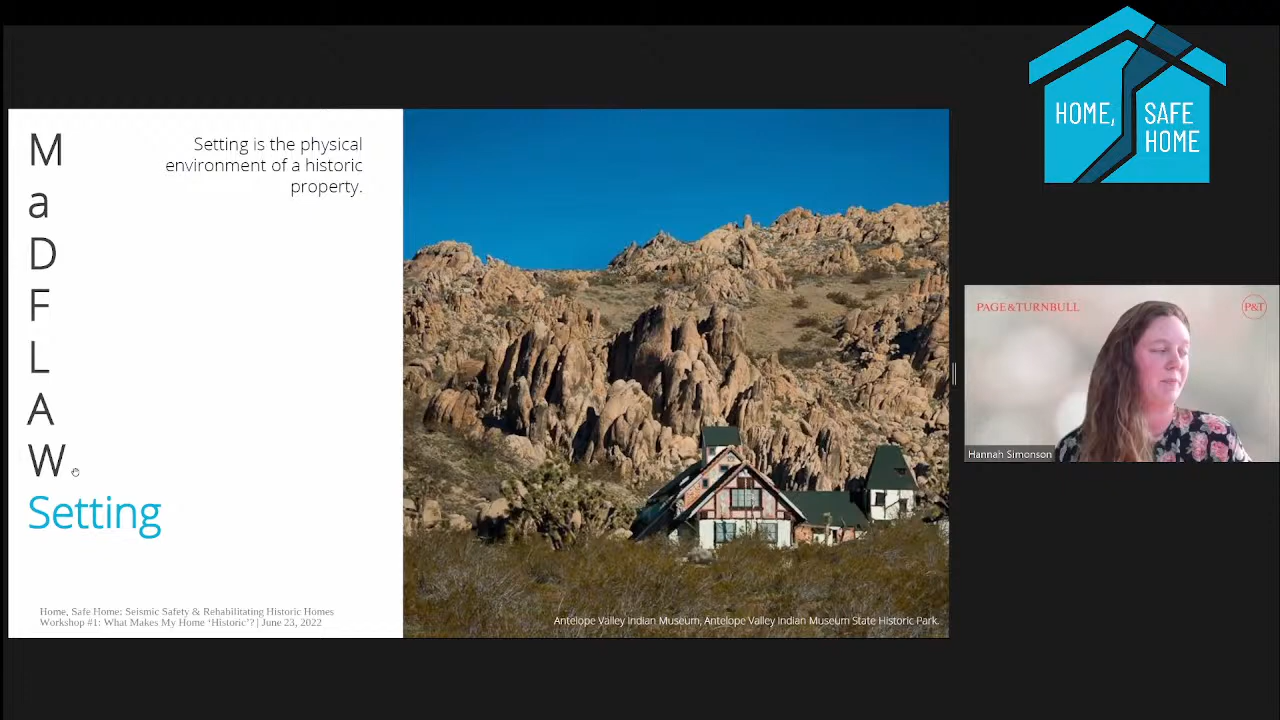 M
a
D
F
L
A
W
Setting
Setting is the physical
environment of a historic
property.
Home, Safe Home: Seismic Safety & Rehabilitating Historic Homes
Workshop #1: What Makes My Home ‘Historic’? | June 23, 2022
Antelope Valley Indian Museum, Antelope Valley Indian Museum State Historic Park.
HOME, SAFE
HOME
PAGE & TURNBULL
P&T
Hannah Simonson